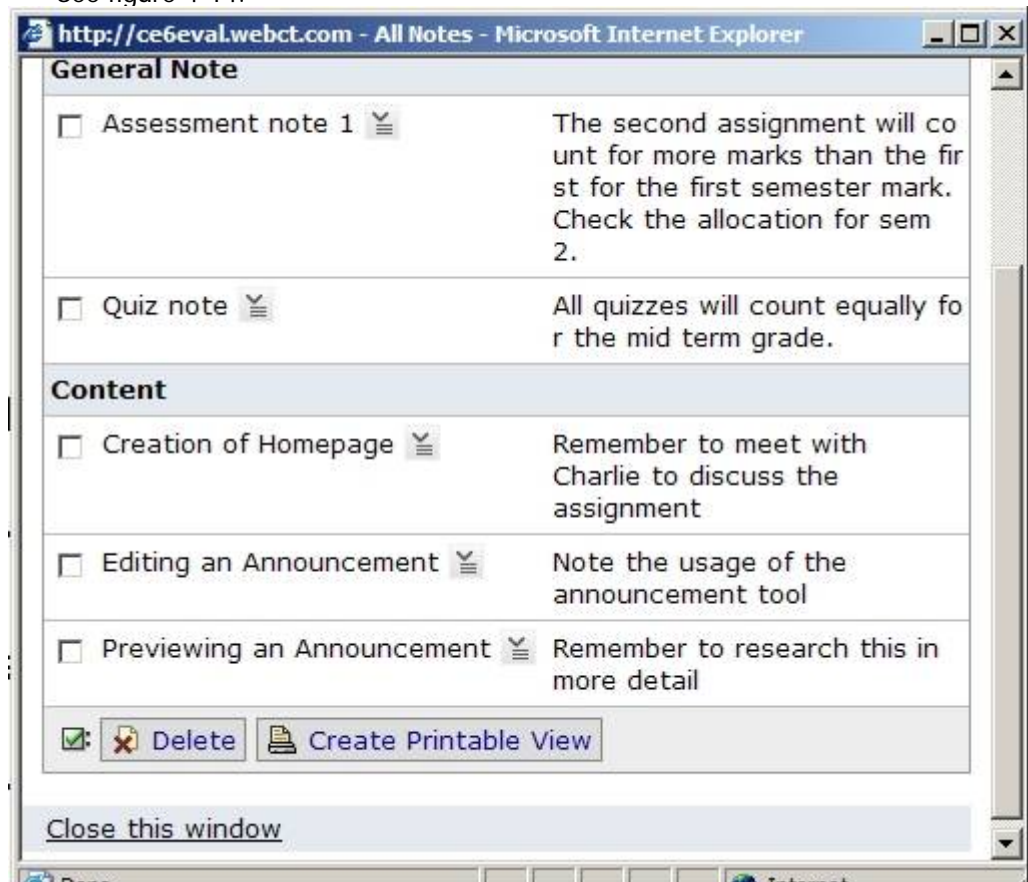 http://ce6eval.webct.com - All Notes - Microsoft Internet Explorer
General Note
Assessment note 1
The second assignment will co
unt for more marks than the fir
st for the first semester mark.
Check the allocation for sem
2.
Quiz note
All quizzes will count equally fo
r the mid term grade.
Content
Creation of Homepage
Remember to meet with
Charlie to discuss the
assignment
Editing an Announcement
Note the usage of the
announcement tool
Previewing an Announcement
Remember to research this in
more detail
Delete
Create Printable View
Close this window